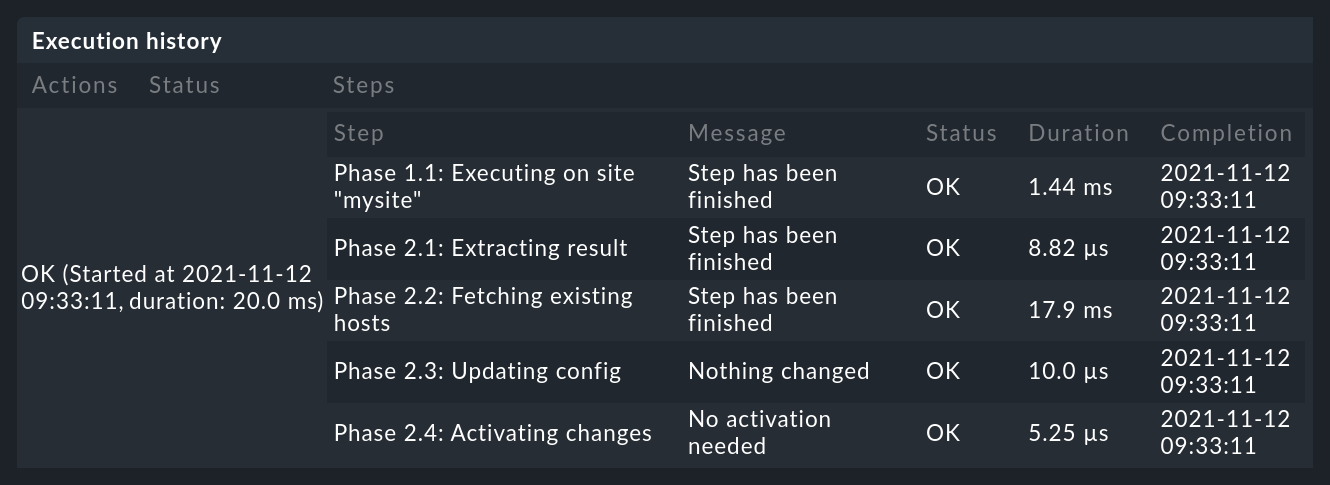 Execution history
Actions Status Steps
Step Message Status Duration Completion
Phase 1.1: Executing on site Step has been 2021-11-12
"mysite" finished OK 1.44 ms 09:33:11
Phase 2.1: Extracting result Step has been OK 8.82 µs 2021-11-12
finished 09:33:11
OK (Started at 2021-11-12
09:33:11, duration: 20.0 ms)
Phase 2.2: Fetching existing Step has been OK 17.9 ms 2021-11-12
hosts finished 09:33:11
Phase 2.3: Updating config Nothing changed OK 10.0 µs 2021-11-12
09:33:11
Phase 2.4: Activating changes No activation OK 5.25 µs 2021-11-12
needed 09:33:11